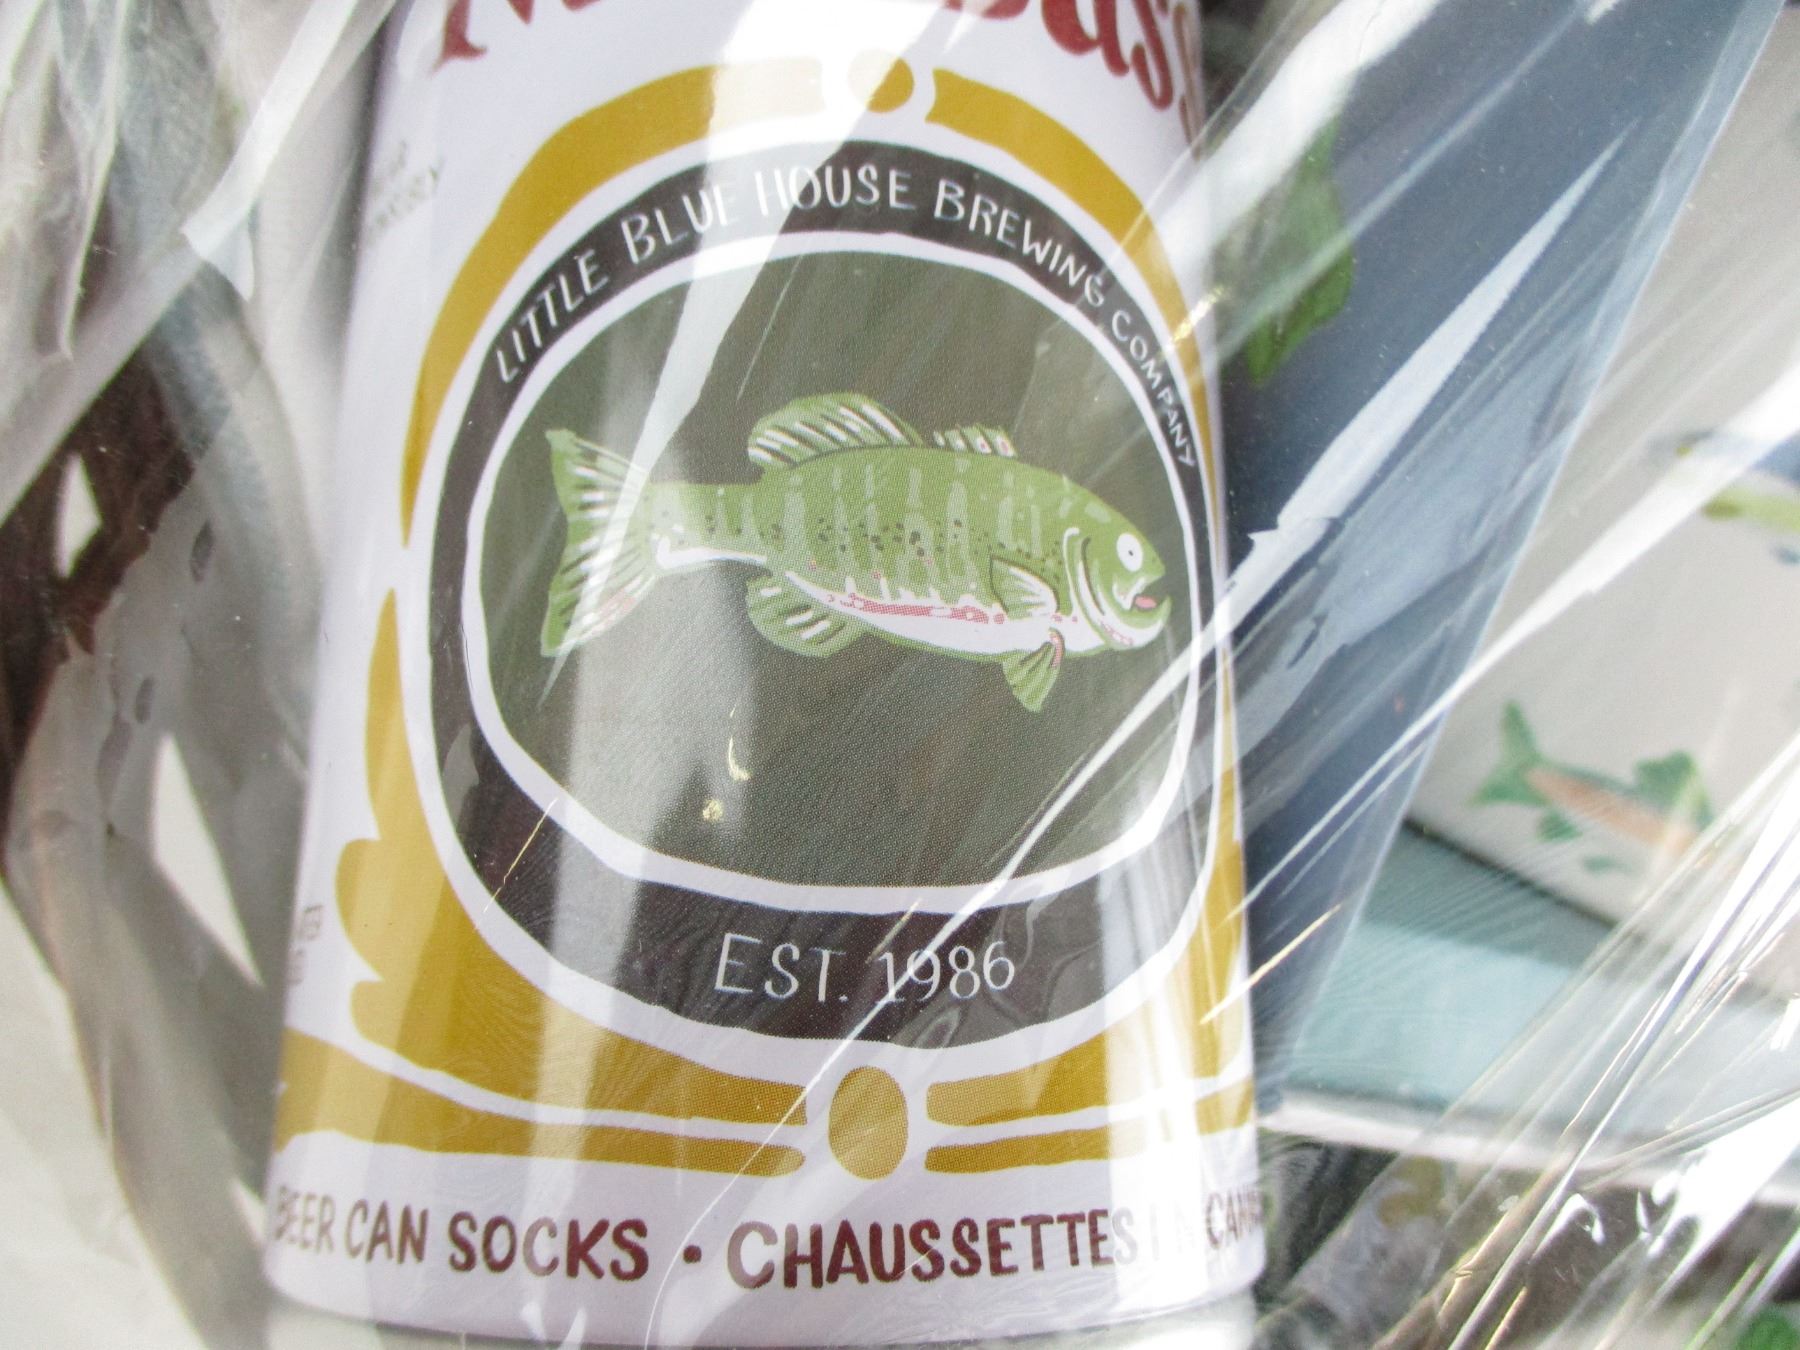 LITTLE BLUE HOUSE BREWING COMPANY
EST. 1986
BEER CAN SOCKS • CHAUSSETTES